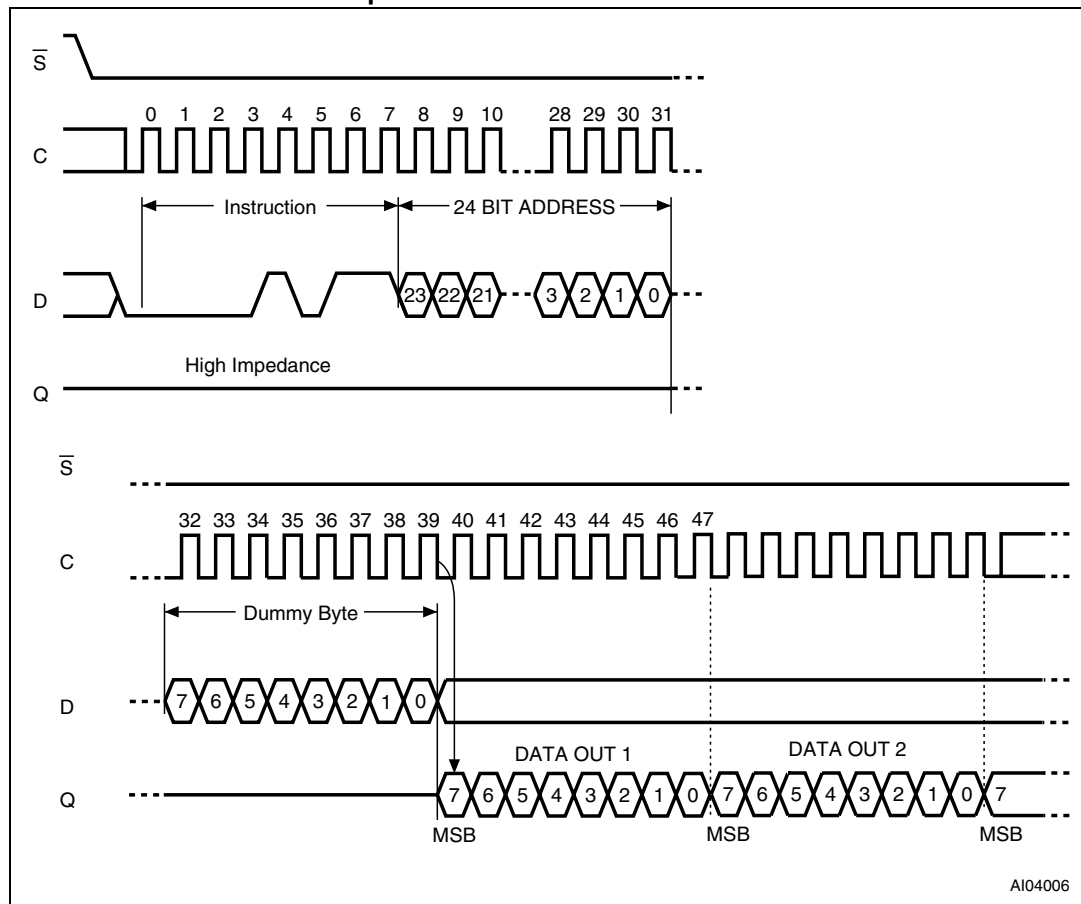 S̅
0 1 2 3 4 5 6 7 8 9 10 28 29 30 31
C
Instruction 24 BIT ADDRESS
D 23 22 21 3 2 1 0
High Impedance
Q
S̅
32 33 34 35 36 37 38 39 40 41 42 43 44 45 46 47
C
Dummy Byte
D 7 6 5 4 3 2 1 0
DATA OUT 1 DATA OUT 2
Q 7 6 5 4 3 2 1 0 7 6 5 4 3 2 1 0 7
MSB MSB MSB
AI04006